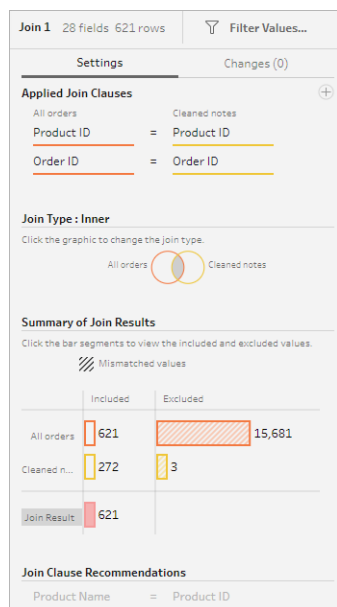 Join 1 28 fields 621 rows Filter Values...
Settings Changes (0)
Applied Join Clauses
All orders Cleaned notes
Product ID = Product ID
Order ID = Order ID
Join Type : Inner
Click the graphic to change the join type.
All orders Cleaned notes
Summary of Join Results
Click the bar segments to view the included and excluded values.
Mismatched values
Included Excluded
All orders 621 15,681
Cleaned n... 272 3
Join Result 621
Join Clause Recommendations
Product Name = Product ID